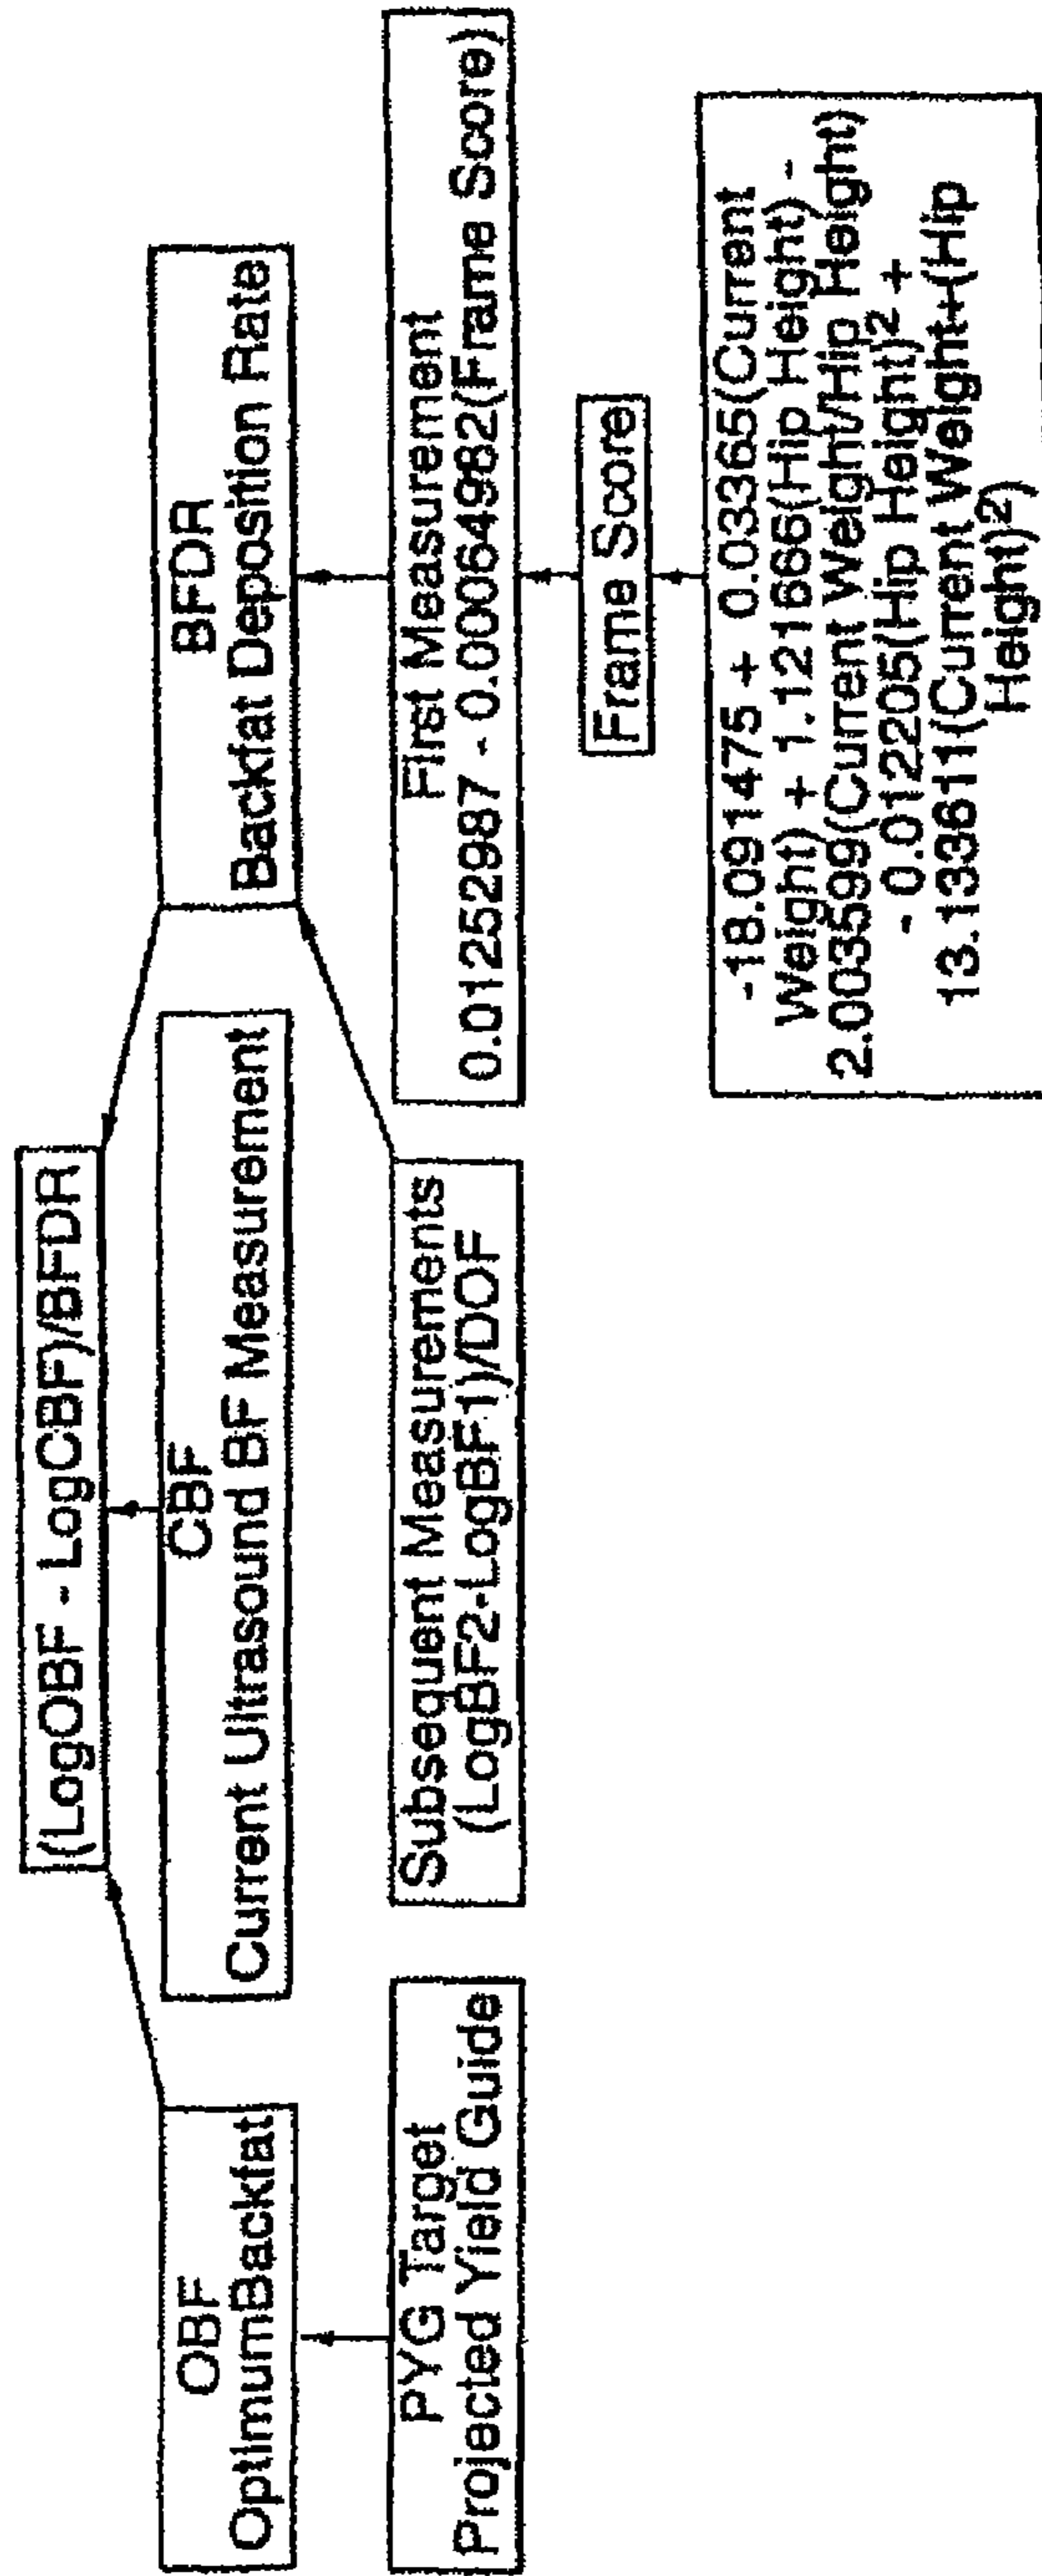 (LogOBF - LogCBF)/BFDR
OBF
OptimumBackfat
CBF
Current Ultrasound BF Measurement
BFDR
Backfat Deposition Rate
PYG Target
Projected Yield Guide
Subsequent Measurements
(LogBF2-LogBF1)/DOF
First Measurement
0.01252987 - 0.00064982(Frame Score)
Frame Score
-18.091475 + 0.03365(Current
Weight) + 1.12166(Hip Height) -
2.003599(Current Weight/Hip Height)
- 0.012205(Hip Height)² +
13.133611(Current Weight÷(Hip
Height)²)